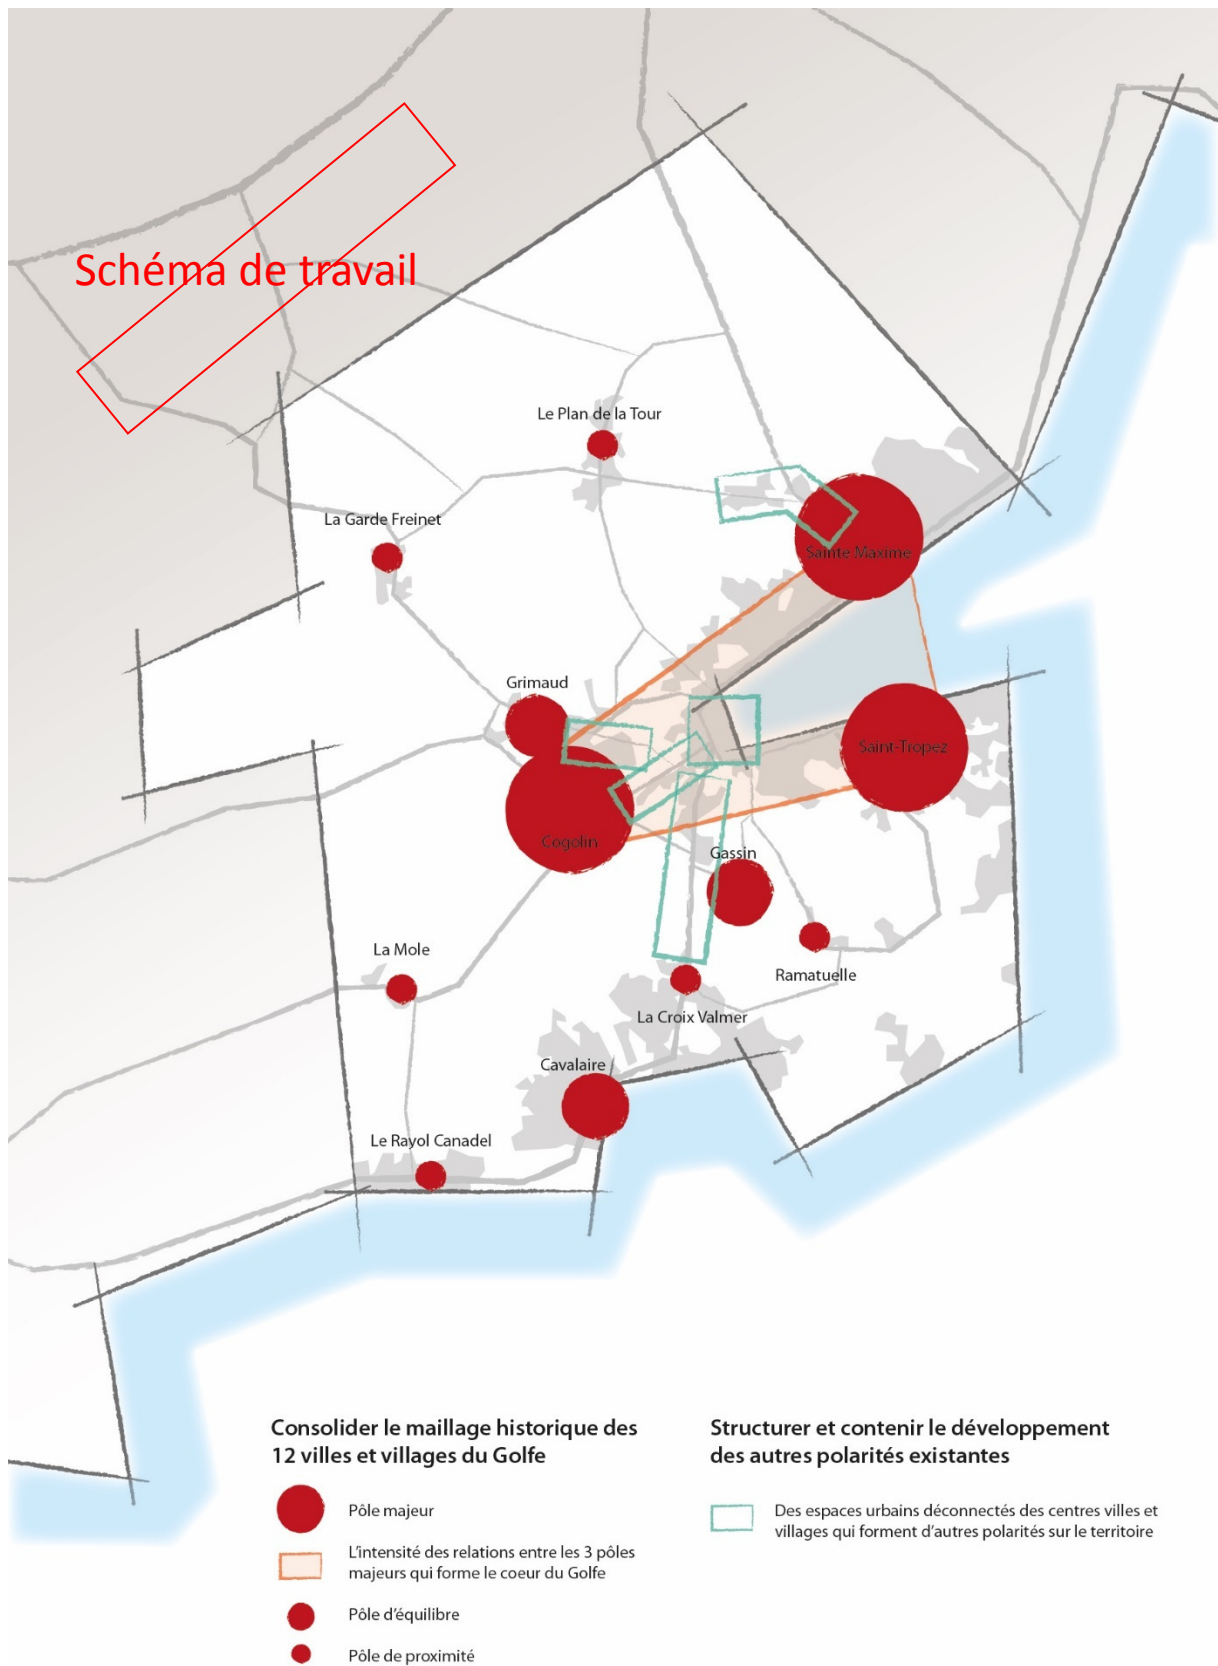 Schéma de travail
Le Plan de la Tour
La Garde Freinet
Sainte Maxime
Grimaud
Saint-Tropez
Cogolin
Gassin
La Mole
Ramatuelle
La Croix Valmer
Cavalaire
Le Rayol Canadel
Consolider le maillage historique des
12 villes et villages du Golfe
Pôle majeur
L'intensité des relations entre les 3 pôles
majeurs qui forme le coeur du Golfe
Pôle d'équilibre
Pôle de proximité
Structurer et contenir le développement
des autres polarités existantes
Des espaces urbains déconnectés des centres villes et
villages qui forment d'autres polarités sur le territoire